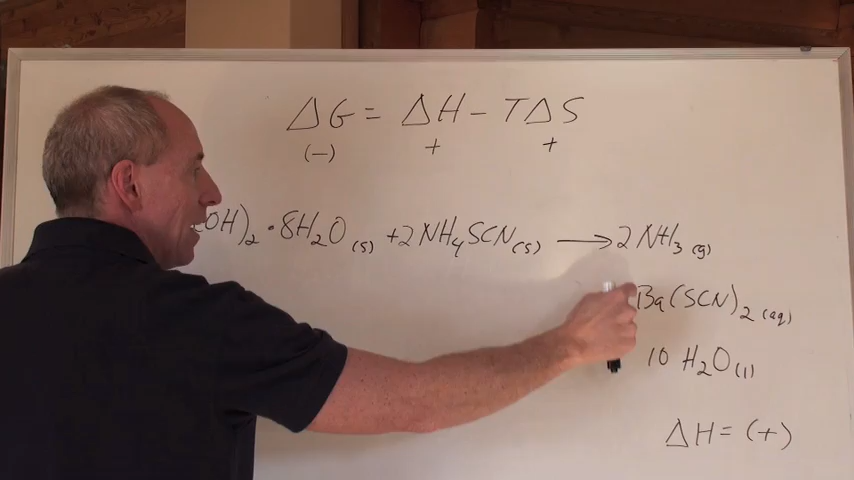 ΔG = ΔH - TΔS
(-) + +
OH)₂ · 8H₂O (s) + 2NH₄SCN (s) → 2NH₃ (g)
Ba(SCN)₂ (aq)
10 H₂O (l)
ΔH = (+)